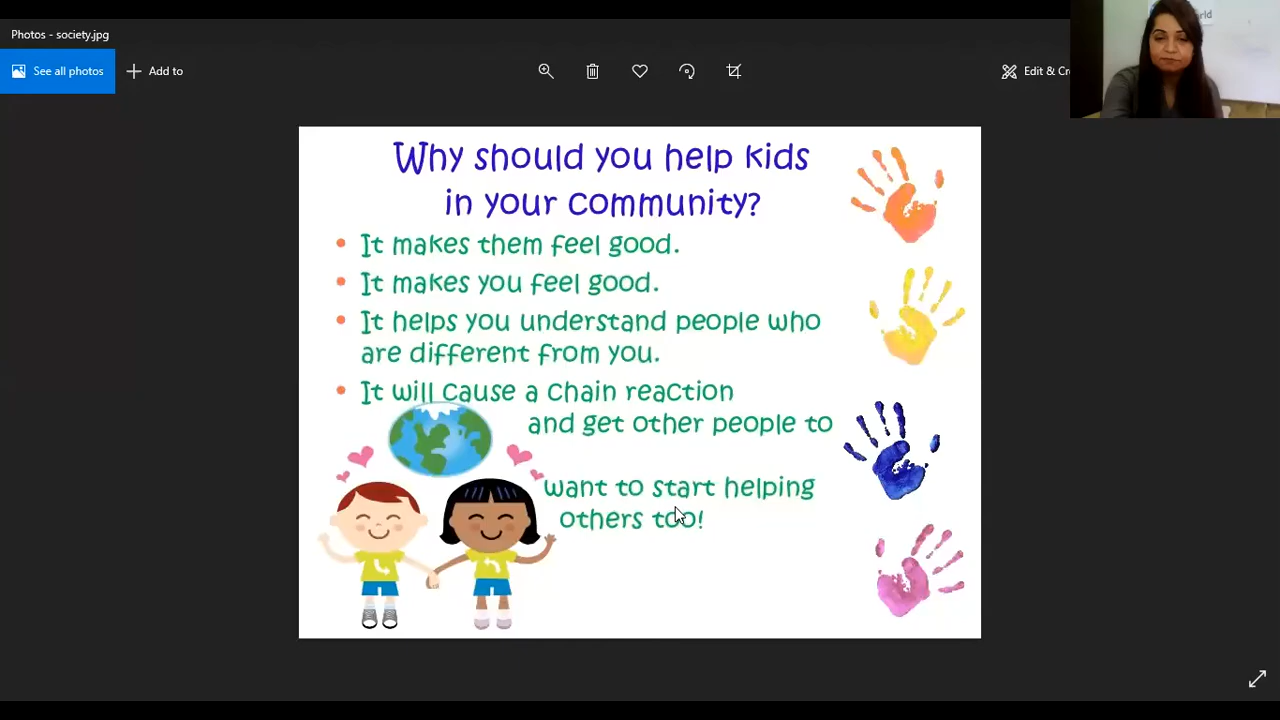 Photos - society.jpg
See all photos
Add to
Edit & Cr
Why should you help kids
in your community?
• It makes them feel good.
• It makes you feel good.
• It helps you understand people who
are different from you.
• It will cause a chain reaction
and get other people to
want to start helping
others too!